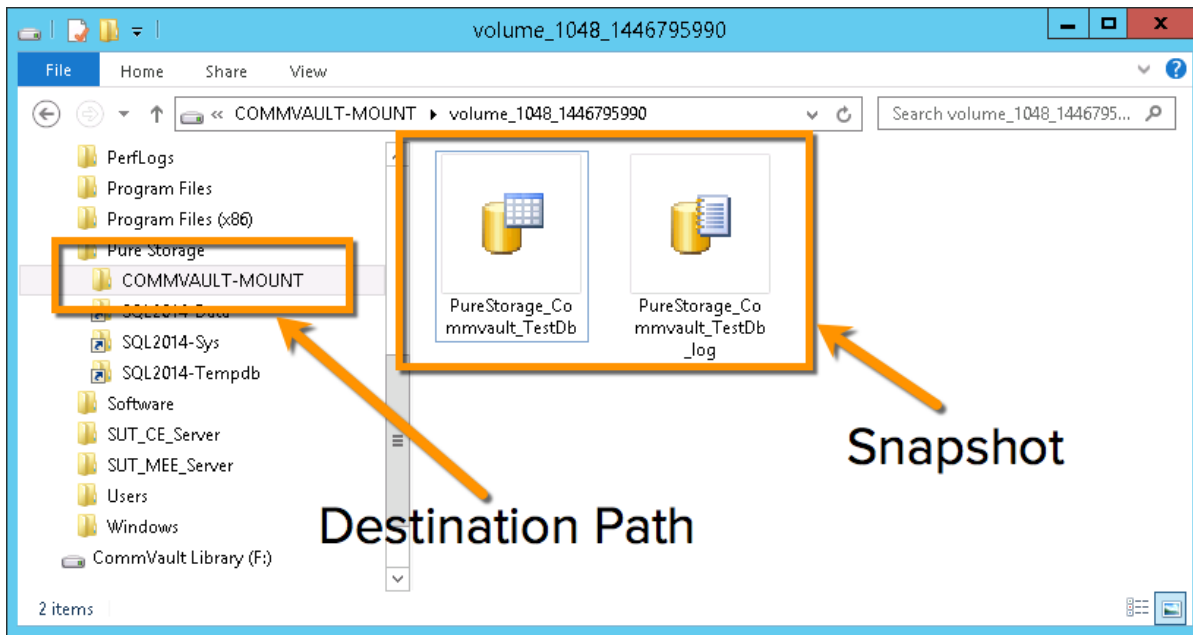 volume_1048_1446795990
File Home Share View
« COMMVAULT-MOUNT volume_1048_1446795990
Search volume_1048_1446795...
PerfLogs
Program Files
Program Files (x86)
Pure Storage
COMMVAULT-MOUNT
SQL2014-Data
SQL2014-Sys
SQL2014-Tempdb
Software
SUT_CE_Server
SUT_MEE_Server
Users
Windows
CommVault Library (F:)
PureStorage_Co
mmvault_TestDb
PureStorage_Co
mmvault_TestDb
_log
Snapshot
Destination Path
2 items